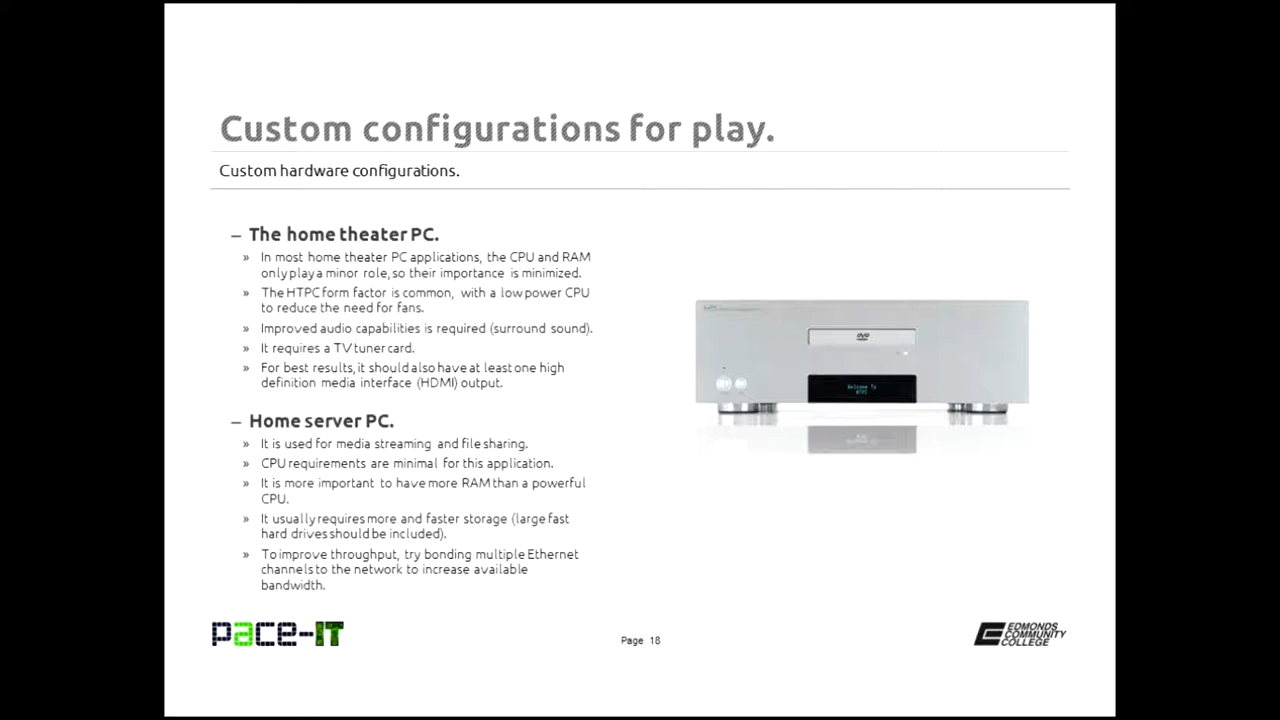 Custom configurations for play.
Custom hardware configurations.
– The home theater PC.
» In most home theater PC applications, the CPU and RAM
only play a minor role, so their importance is minimized.
» The HTPC form factor is common, with a low power CPU
to reduce the need for fans.
» Improved audio capabilities is required (surround sound).
» It requires a TV tuner card.
» For best results, it should also have at least one high
definition media interface (HDMI) output.
– Home server PC.
» It is used for media streaming and file sharing.
» CPU requirements are minimal for this application.
» It is more important to have more RAM than a powerful
CPU.
» It usually requires more and faster storage (large fast
hard drives should be included).
» To improve throughput, try bonding multiple Ethernet
channels to the network to increase available
bandwidth.
DVD
Welcome To
HTPC
pace-IT
Page 18
EDMONDS
COMMUNITY
COLLEGE